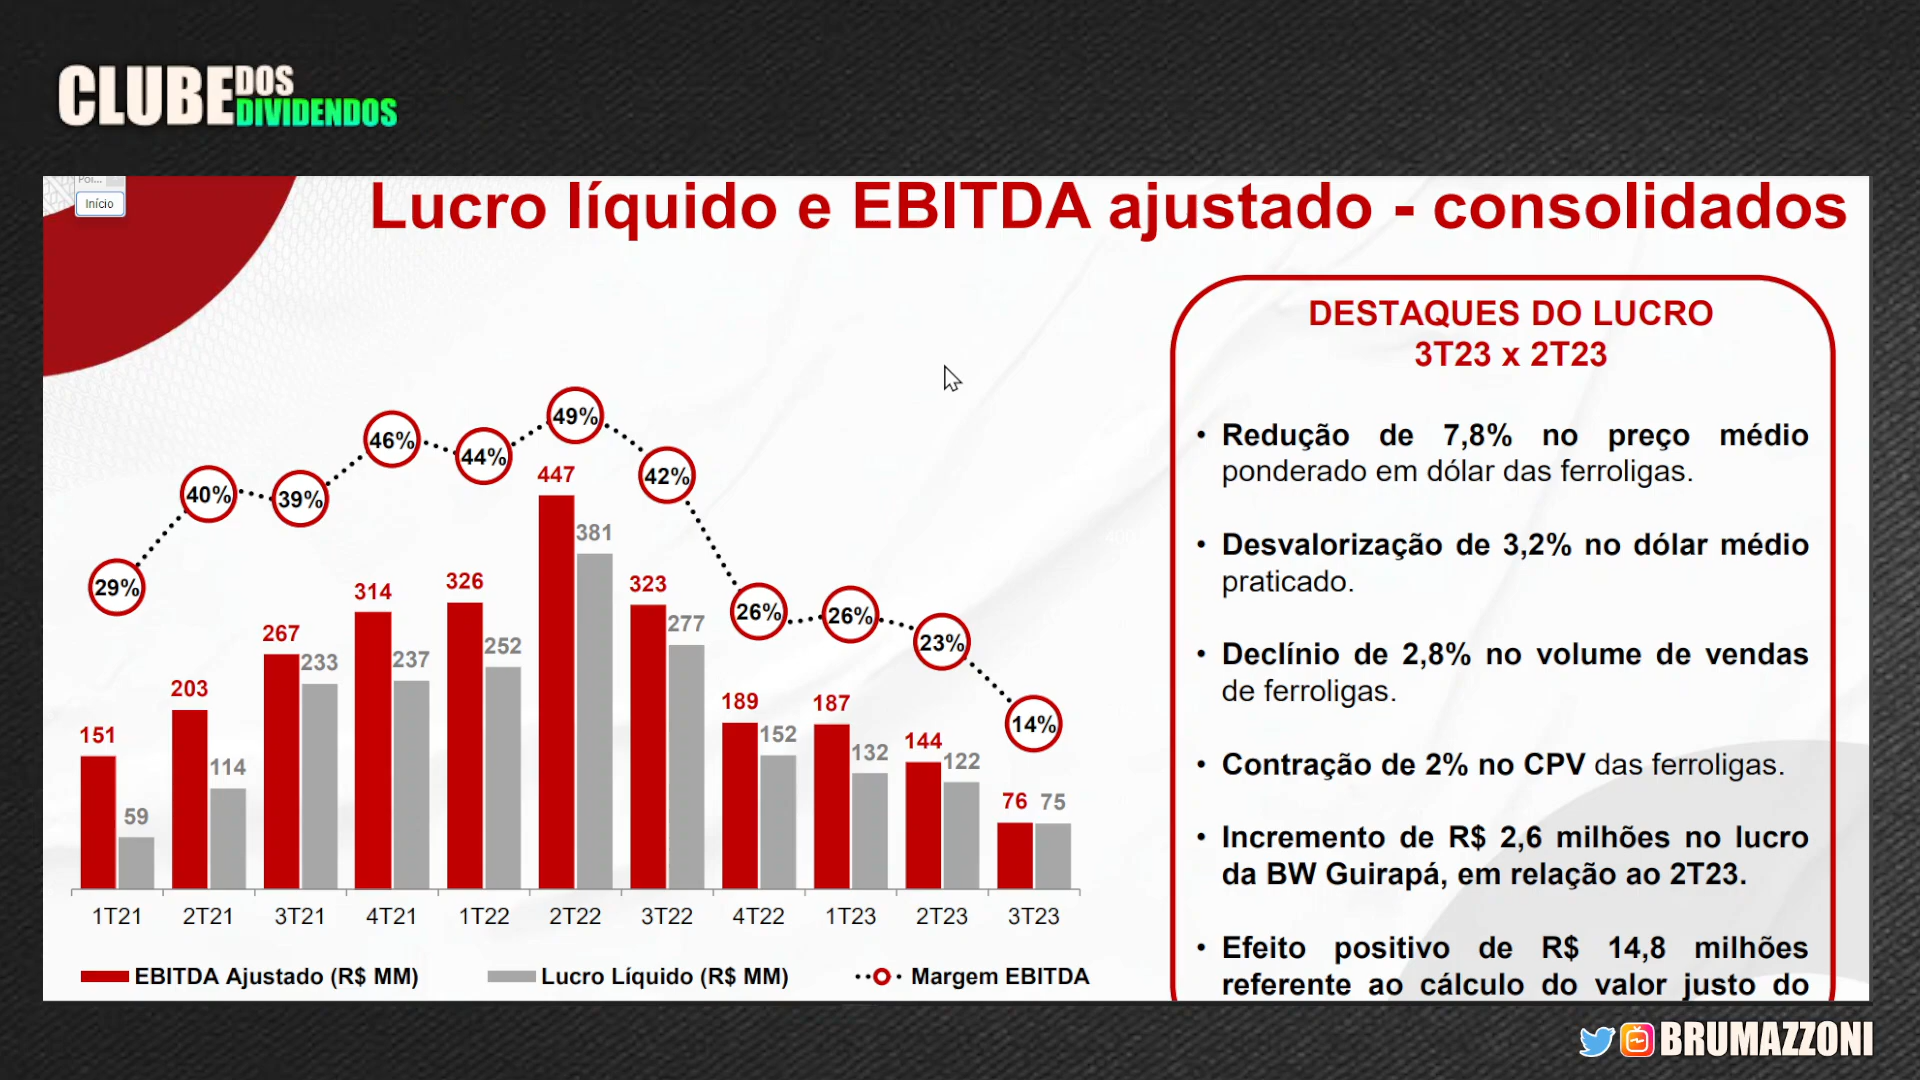 CLUBE DOS
DIVIDENDOS
Poi...
Início
Lucro líquido e EBITDA ajustado - consolidados
29%
40%
39%
46%
44%
49%
42%
26%
26%
23%
14%
151
59
203
114
267
233
314
237
326
252
447
381
323
277
189
152
187
132
144
122
76
75
1T21
2T21
3T21
4T21
1T22
2T22
3T22
4T22
1T23
2T23
3T23
EBITDA Ajustado (R$ MM)
Lucro Líquido (R$ MM)
Margem EBITDA
DESTAQUES DO LUCRO
3T23 x 2T23
• Redução de 7,8% no preço médio
ponderado em dólar das ferroligas.
• Desvalorização de 3,2% no dólar médio
praticado.
• Declínio de 2,8% no volume de vendas
de ferroligas.
• Contração de 2% no CPV das ferroligas.
• Incremento de R$ 2,6 milhões no lucro
da BW Guirapá, em relação ao 2T23.
• Efeito positivo de R$ 14,8 milhões
referente ao cálculo do valor justo do
BRUMAZZONI